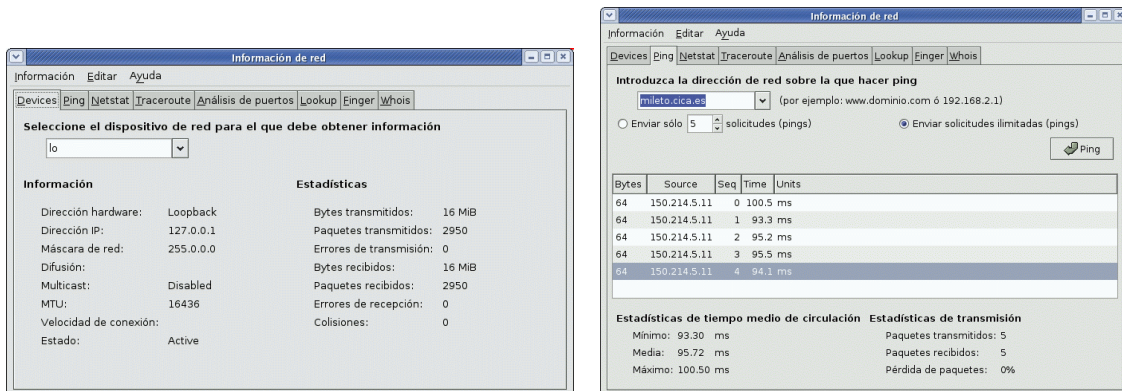 Información de red
Información Editar Ayuda
Devices Ping Netstat Traceroute Análisis de puertos Lookup Finger Whois
Seleccione el dispositivo de red para el que debe obtener información
lo
Información
Dirección hardware: Loopback
Dirección IP: 127.0.0.1
Máscara de red: 255.0.0.0
Difusión:
Multicast: Disabled
MTU: 16436
Velocidad de conexión:
Estado: Active
Estadísticas
Bytes transmitidos: 16 MiB
Paquetes transmitidos: 2950
Errores de transmisión: 0
Bytes recibidos: 16 MiB
Paquetes recibidos: 2950
Errores de recepción: 0
Colisiones: 0
Información de red
Información Editar Ayuda
Devices Ping Netstat Traceroute Análisis de puertos Lookup Finger Whois
Introduzca la dirección de red sobre la que hacer ping
mileto.cica.es (por ejemplo: www.dominio.com ó 192.168.2.1)
Enviar sólo 5 solicitudes (pings) Enviar solicitudes ilimitadas (pings)
Ping
Bytes Source Seq Time Units
64 150.214.5.11 0 100.5 ms
64 150.214.5.11 1 93.3 ms
64 150.214.5.11 2 95.2 ms
64 150.214.5.11 3 95.5 ms
64 150.214.5.11 4 94.1 ms
Estadísticas de tiempo medio de circulación
Mínimo: 93.30 ms
Media: 95.72 ms
Máximo: 100.50 ms
Estadísticas de transmisión
Paquetes transmitidos: 5
Paquetes recibidos: 5
Pérdida de paquetes: 0%